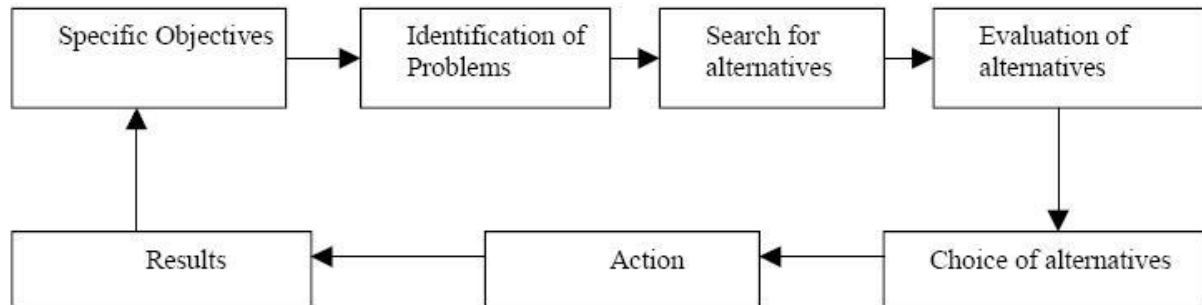 Specific Objectives
Identification of
Problems
Search for
alternatives
Evaluation of
alternatives
Results
Action
Choice of alternatives